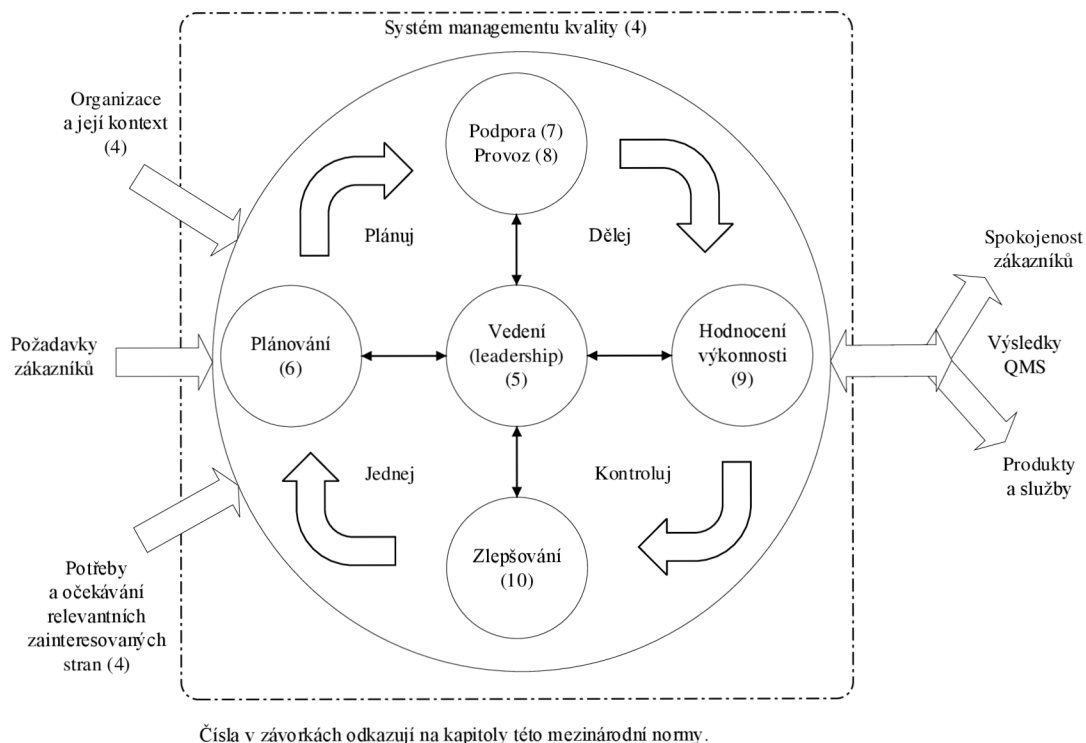 Systém managementu kvality (4)
Organizace
a její kontext
(4)
Podpora (7)
Provoz (8)
Plánuj
Dělej
Spokojenost
zákazníků
Požadavky
zákazníků
Plánování
(6)
Vedení
(leadership)
(5)
Hodnocení
výkonnosti
(9)
Výsledky
QMS
Jednej
Kontroluj
Produkty
a služby
Zlepšování
(10)
Potřeby
a očekávání
relevantních
zainteresovaných
stran (4)
Čísla v závorkách odkazují na kapitoly této mezinárodní normy.